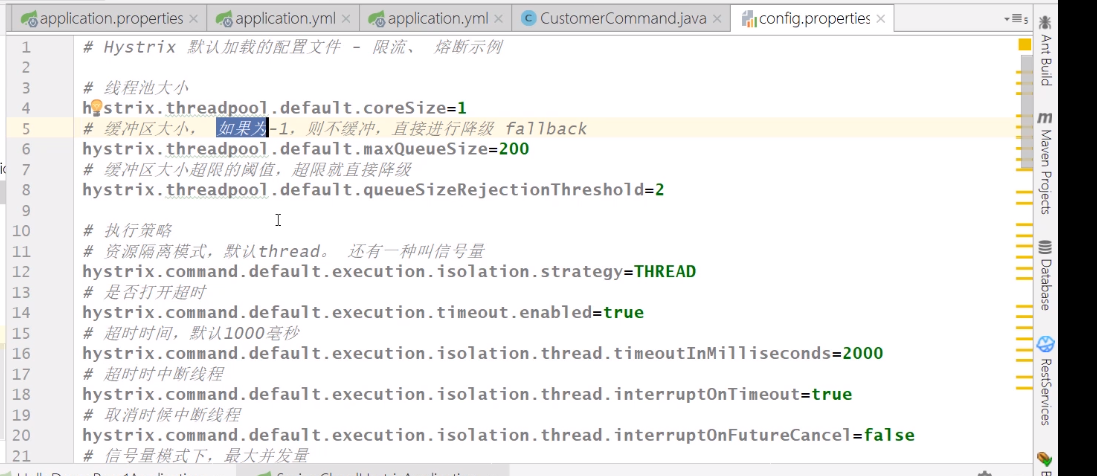 application.properties
application.yml
application.yml
CustomerCommand.java
config.properties
5
1 # Hystrix 默认加载的配置文件 - 限流、 熔断示例
2
3 # 线程池大小
4 hystrix.threadpool.default.coreSize=1
5 # 缓冲区大小， 如果为-1，则不缓冲，直接进行降级 fallback
6 hystrix.threadpool.default.maxQueueSize=200
7 # 缓冲区大小超限的阈值，超限就直接降级
8 hystrix.threadpool.default.queueSizeRejectionThreshold=2
9
10 # 执行策略
11 # 资源隔离模式，默认thread。 还有一种叫信号量
12 hystrix.command.default.execution.isolation.strategy=THREAD
13 # 是否打开超时
14 hystrix.command.default.execution.timeout.enabled=true
15 # 超时时间，默认1000毫秒
16 hystrix.command.default.execution.isolation.thread.timeoutInMilliseconds=2000
17 # 超时时中断线程
18 hystrix.command.default.execution.isolation.thread.interruptOnTimeout=true
19 # 取消时候中断线程
20 hystrix.command.default.execution.isolation.thread.interruptOnFutureCancel=false
21 # 信号量模式下，最大并发量
Ant Build
Maven Projects
Database
RestServices